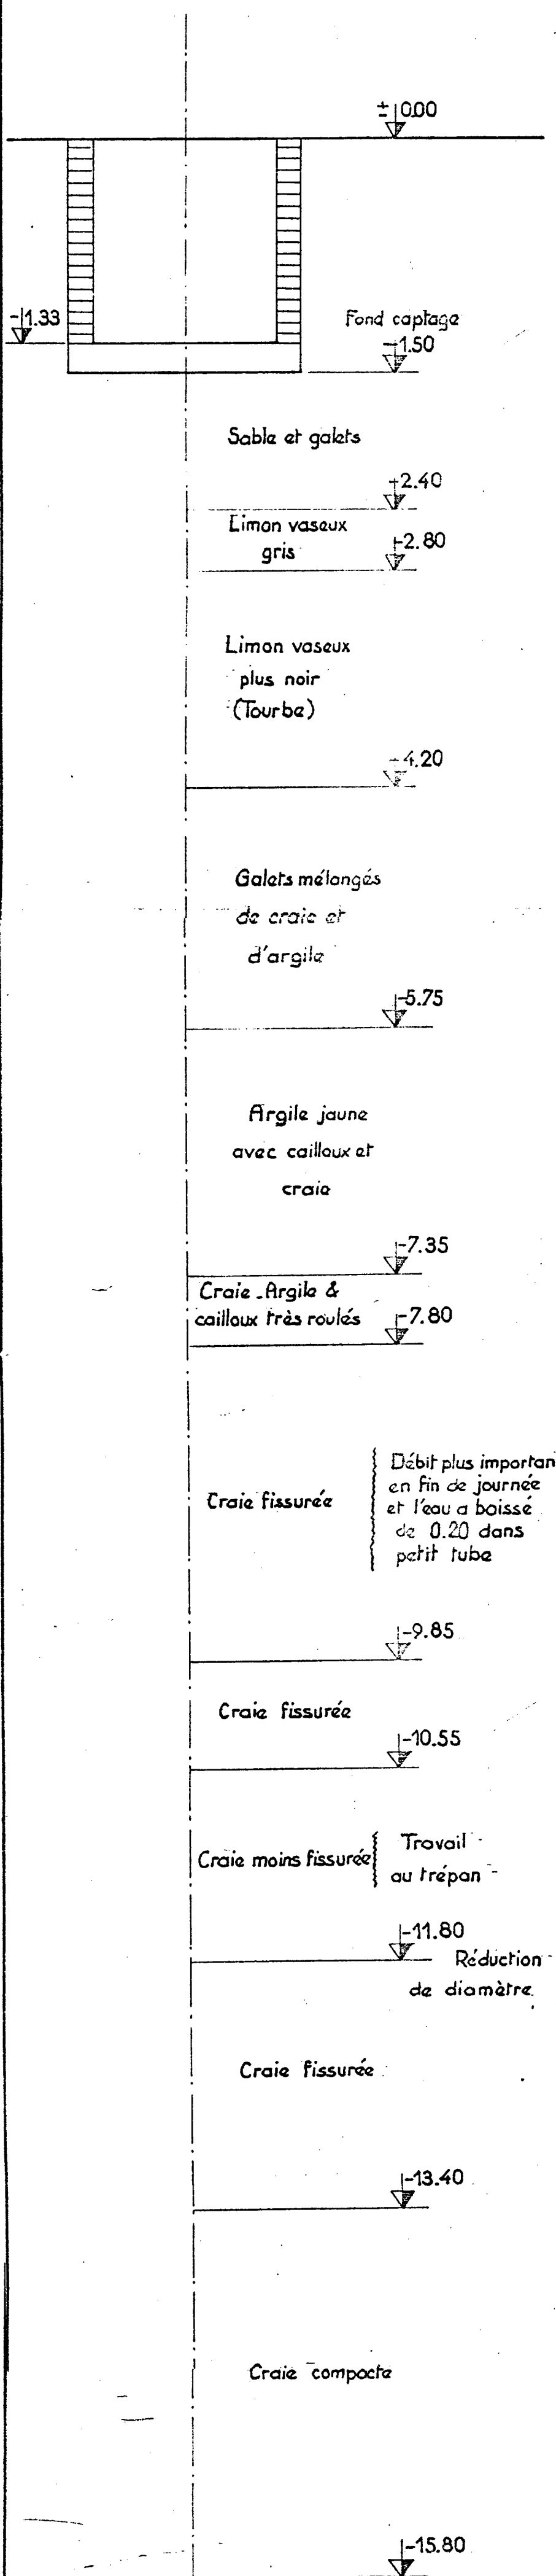 ± 0.00
-1.33
Fond captage
-1.50
Sable et galets
-2.40
Limon vaseux
gris
-2.80
Limon vaseux
plus noir
(Tourbe)
-4.20
Galets mélangés
de craie et
d'argile
-5.75
Argile jaune
avec cailloux et
craie
-7.35
Craie - Argile &
cailloux très roulés
-7.80
Craie fissurée
Débit plus importan
en fin de journée
et l'eau a baissé
de 0.20 dans
petit tube
-9.85
Craie fissurée
-10.55
Craie moins fissurée
Travail
au trépan
-11.80
Réduction
de diamètre.
Craie fissurée
-13.40
Craie compacte
-15.80